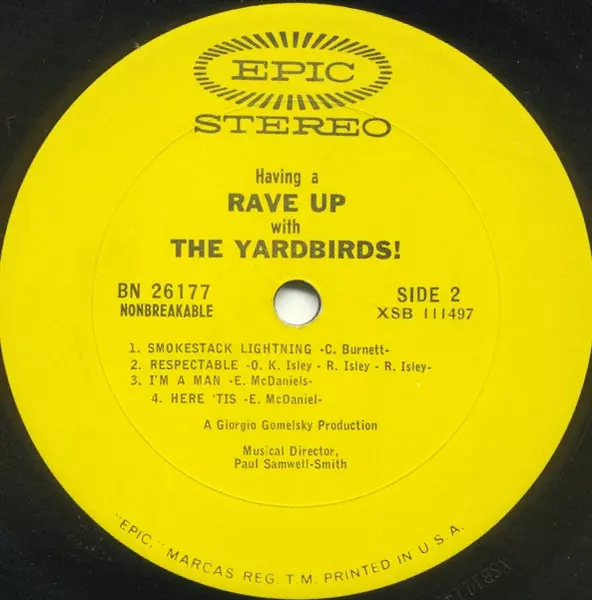 EPIC
STEREO
Having a
RAVE UP
with
THE YARDBIRDS!
BN 26177
NONBREAKABLE
SIDE 2
XSB 111497
1. SMOKESTACK LIGHTNING -C. Burnett-
2. RESPECTABLE -O. K. Isley - R. Isley - R. Isley-
3. I'M A MAN -E. McDaniels-
4. HERE 'TIS -E. McDaniel-
A Giorgio Gomelsky Production
Musical Director,
Paul Samwell-Smith
"EPIC," MARCAS REG. T.M. PRINTED IN U.S.A.